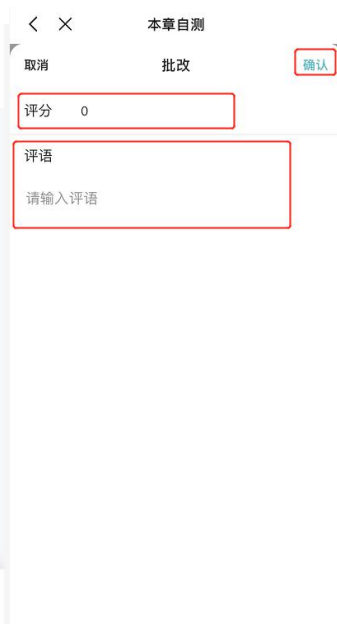 本章自测
取消 批改 确认
评分 0
评语
请输入评语